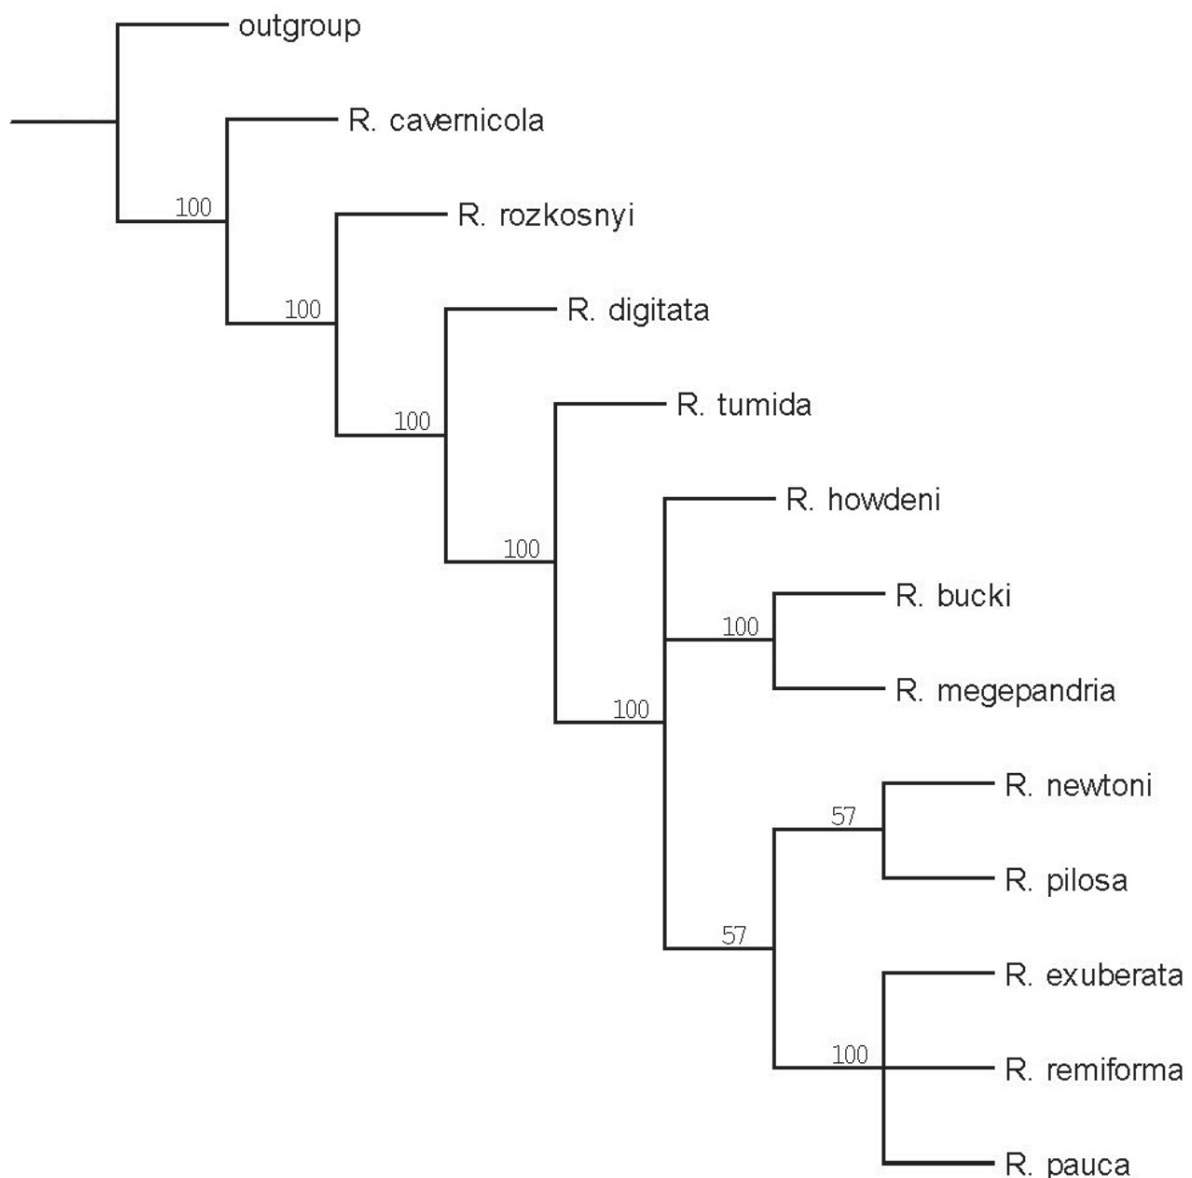 outgroup
R. cavernicola
100
R. rozkosnyi
100
R. digitata
100
R. tumida
100
R. howdeni
R. bucki
100
R. megepandria
100
R. newtoni
57
R. pilosa
57
R. exuberata
100
R. remiforma
R. pauca